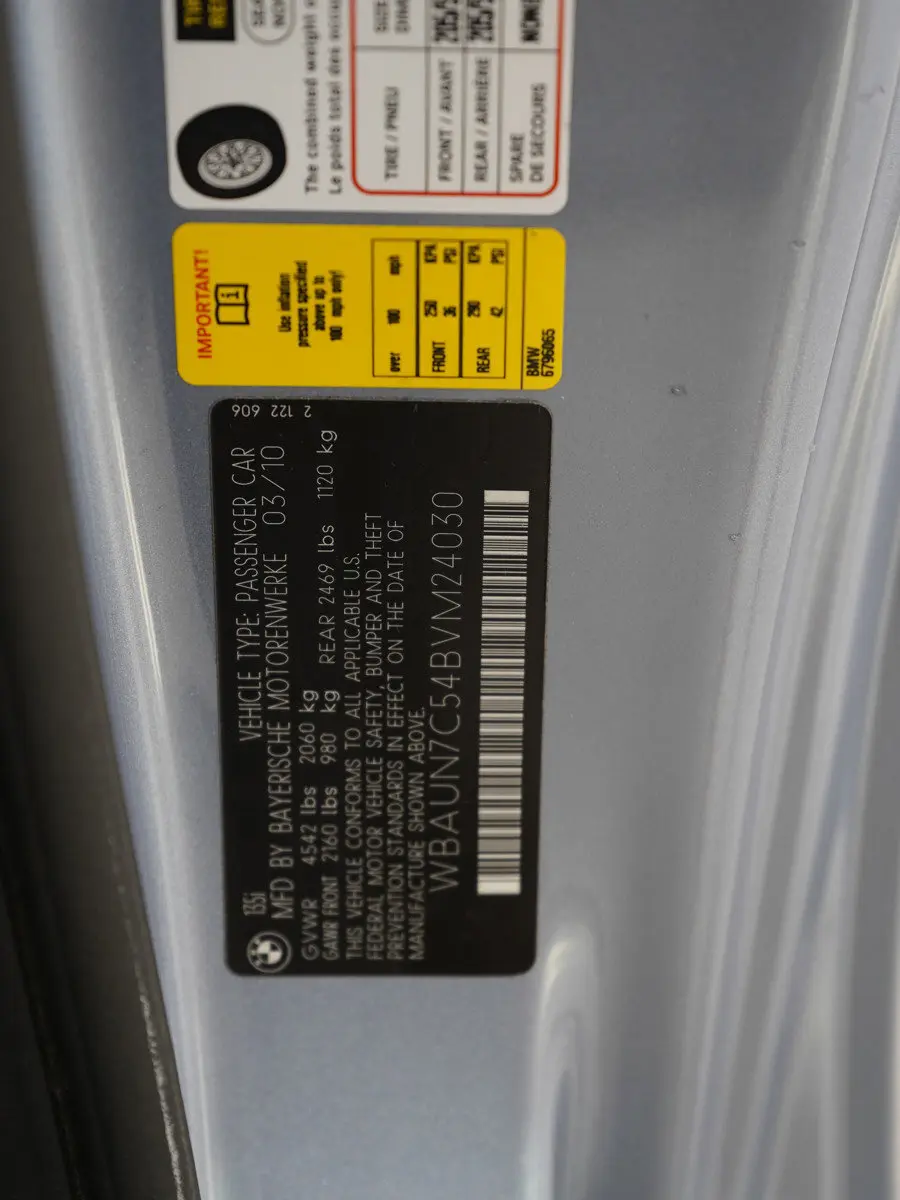 The combined weight
Le poids total des
TIRE / PNEU
FRONT / AVANT
REAR / ARRIÈRE
SPARE
DE SECOURS
NONE
IMPORTANT!
Use inflation
pressure specified
above up to
100 mph only!
over 100 mph
FRONT 250 KPA
36 PSI
REAR 290 KPA
42 PSI
BMW
6796065
2 122 606
135i VEHICLE TYPE: PASSENGER CAR
MFD BY BAYERISCHE MOTORENWERKE 03/10
GVWR 4542 lbs 2060 kg
GAWR FRONT 2160 lbs 980 kg REAR 2469 lbs 1120 kg
THIS VEHICLE CONFORMS TO ALL APPLICABLE U.S.
FEDERAL MOTOR VEHICLE SAFETY, BUMPER AND THEFT
PREVENTION STANDARDS IN EFFECT ON THE DATE OF
MANUFACTURE SHOWN ABOVE.
WBAUN7C54BVM24030